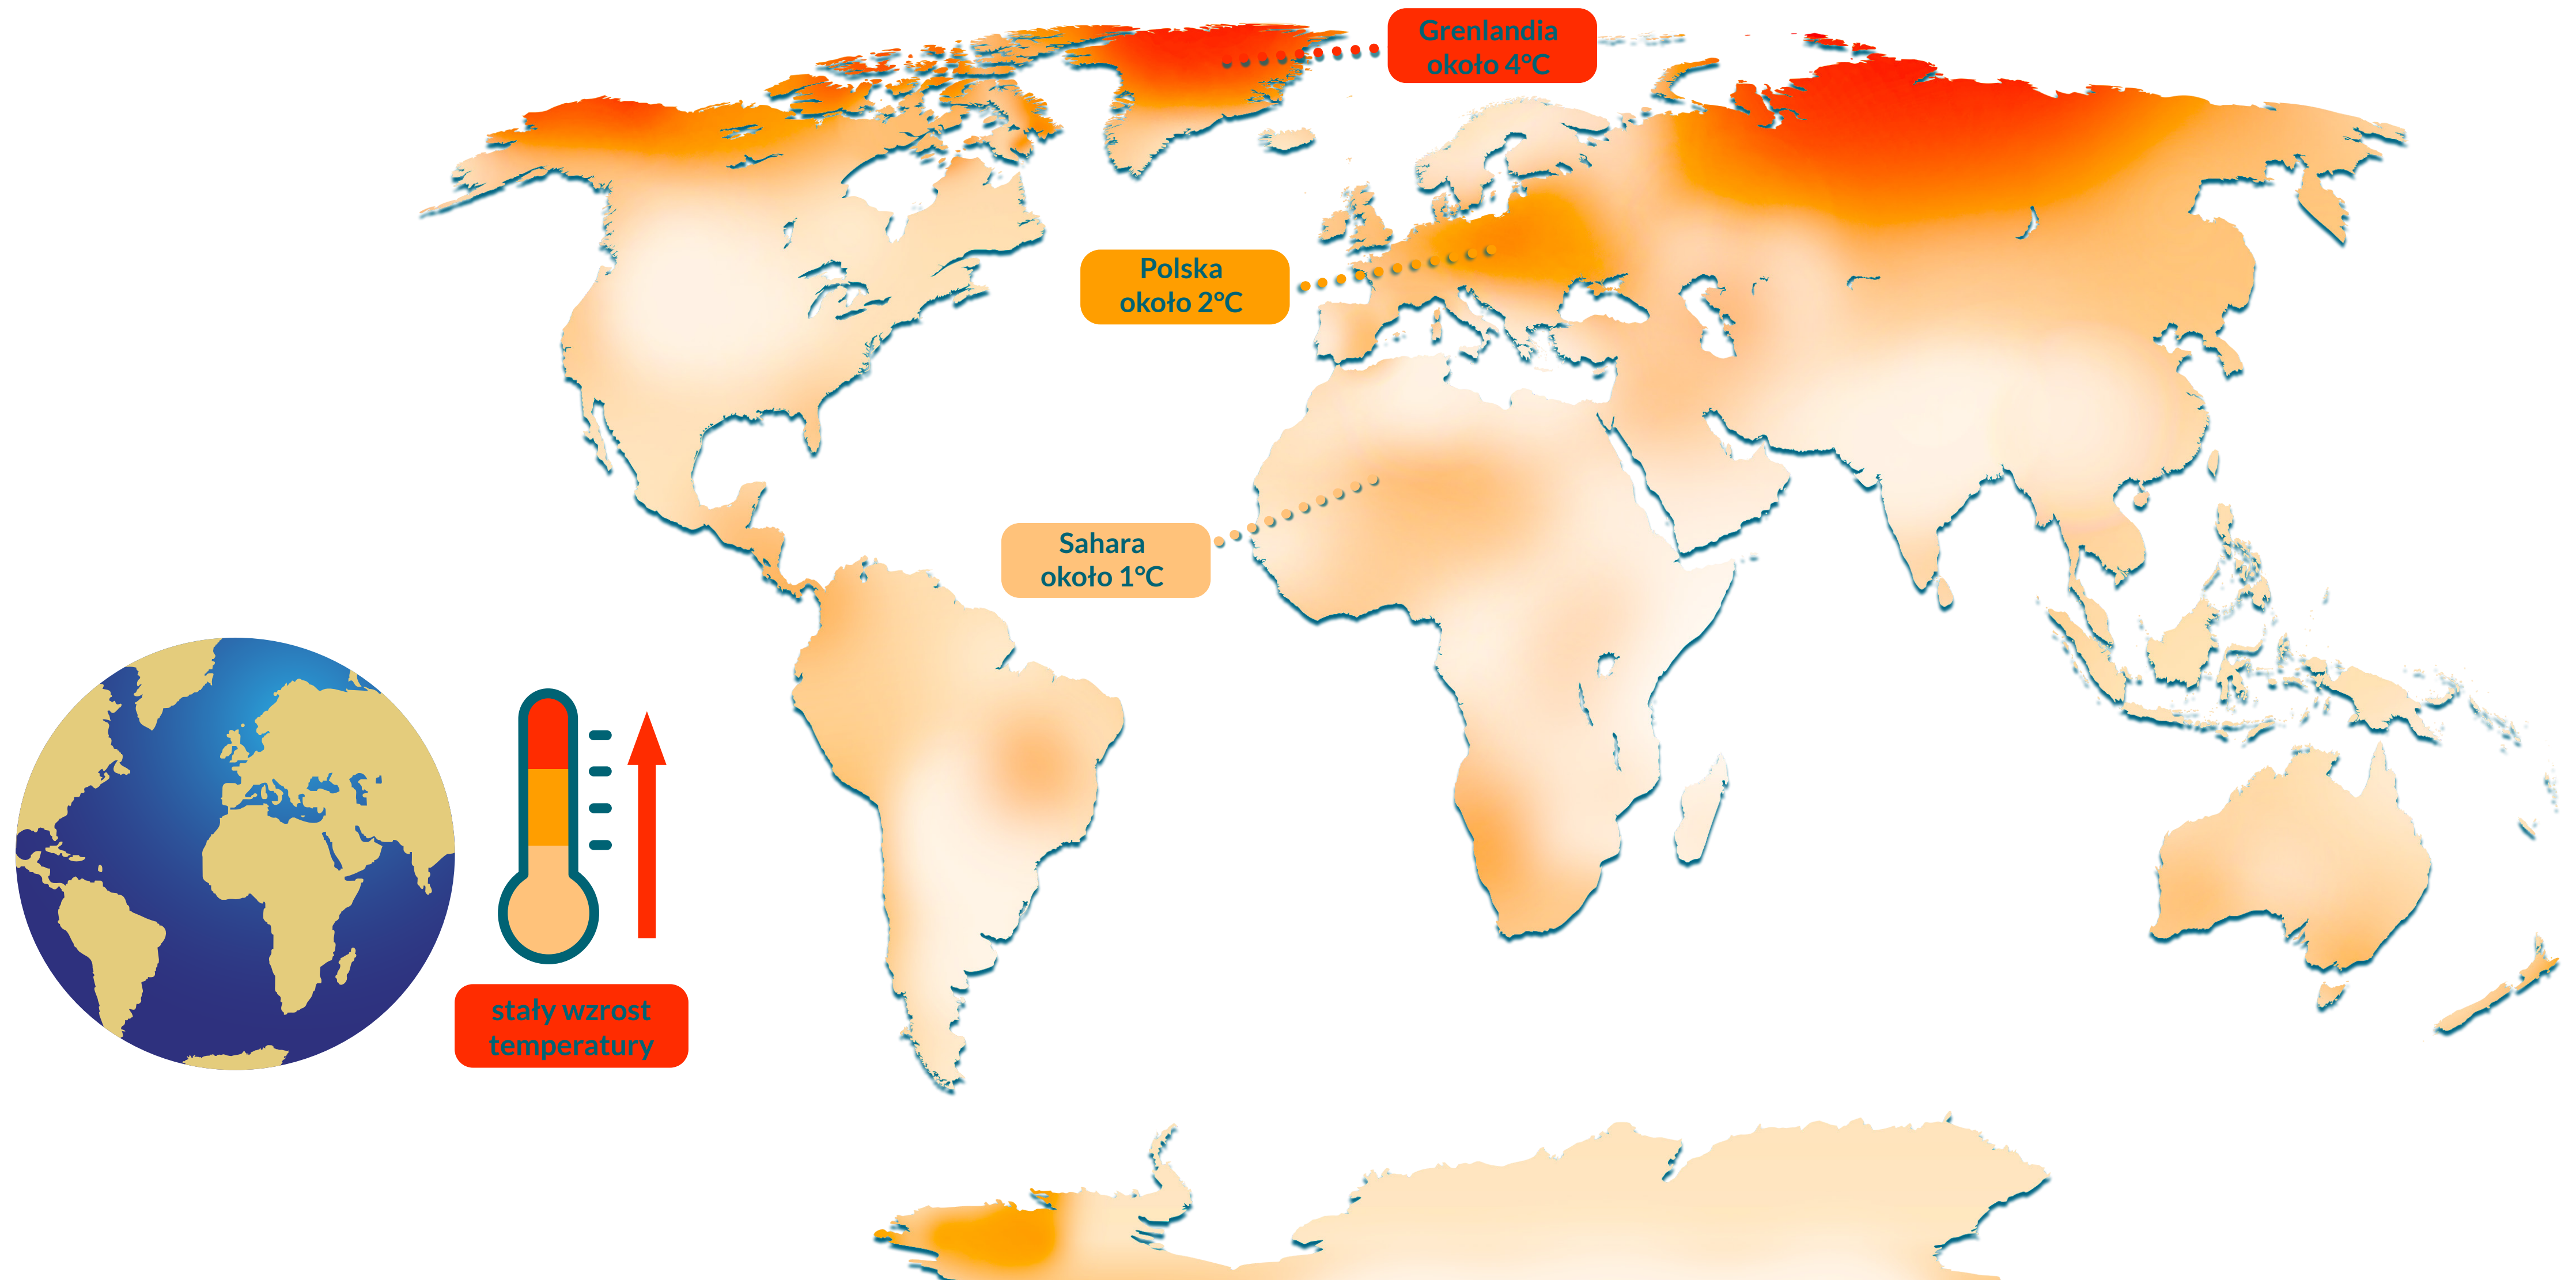 Grenlandia
około 4°C
Polska
około 2°C
Sahara
około 1°C
stały wzrost
temperatury